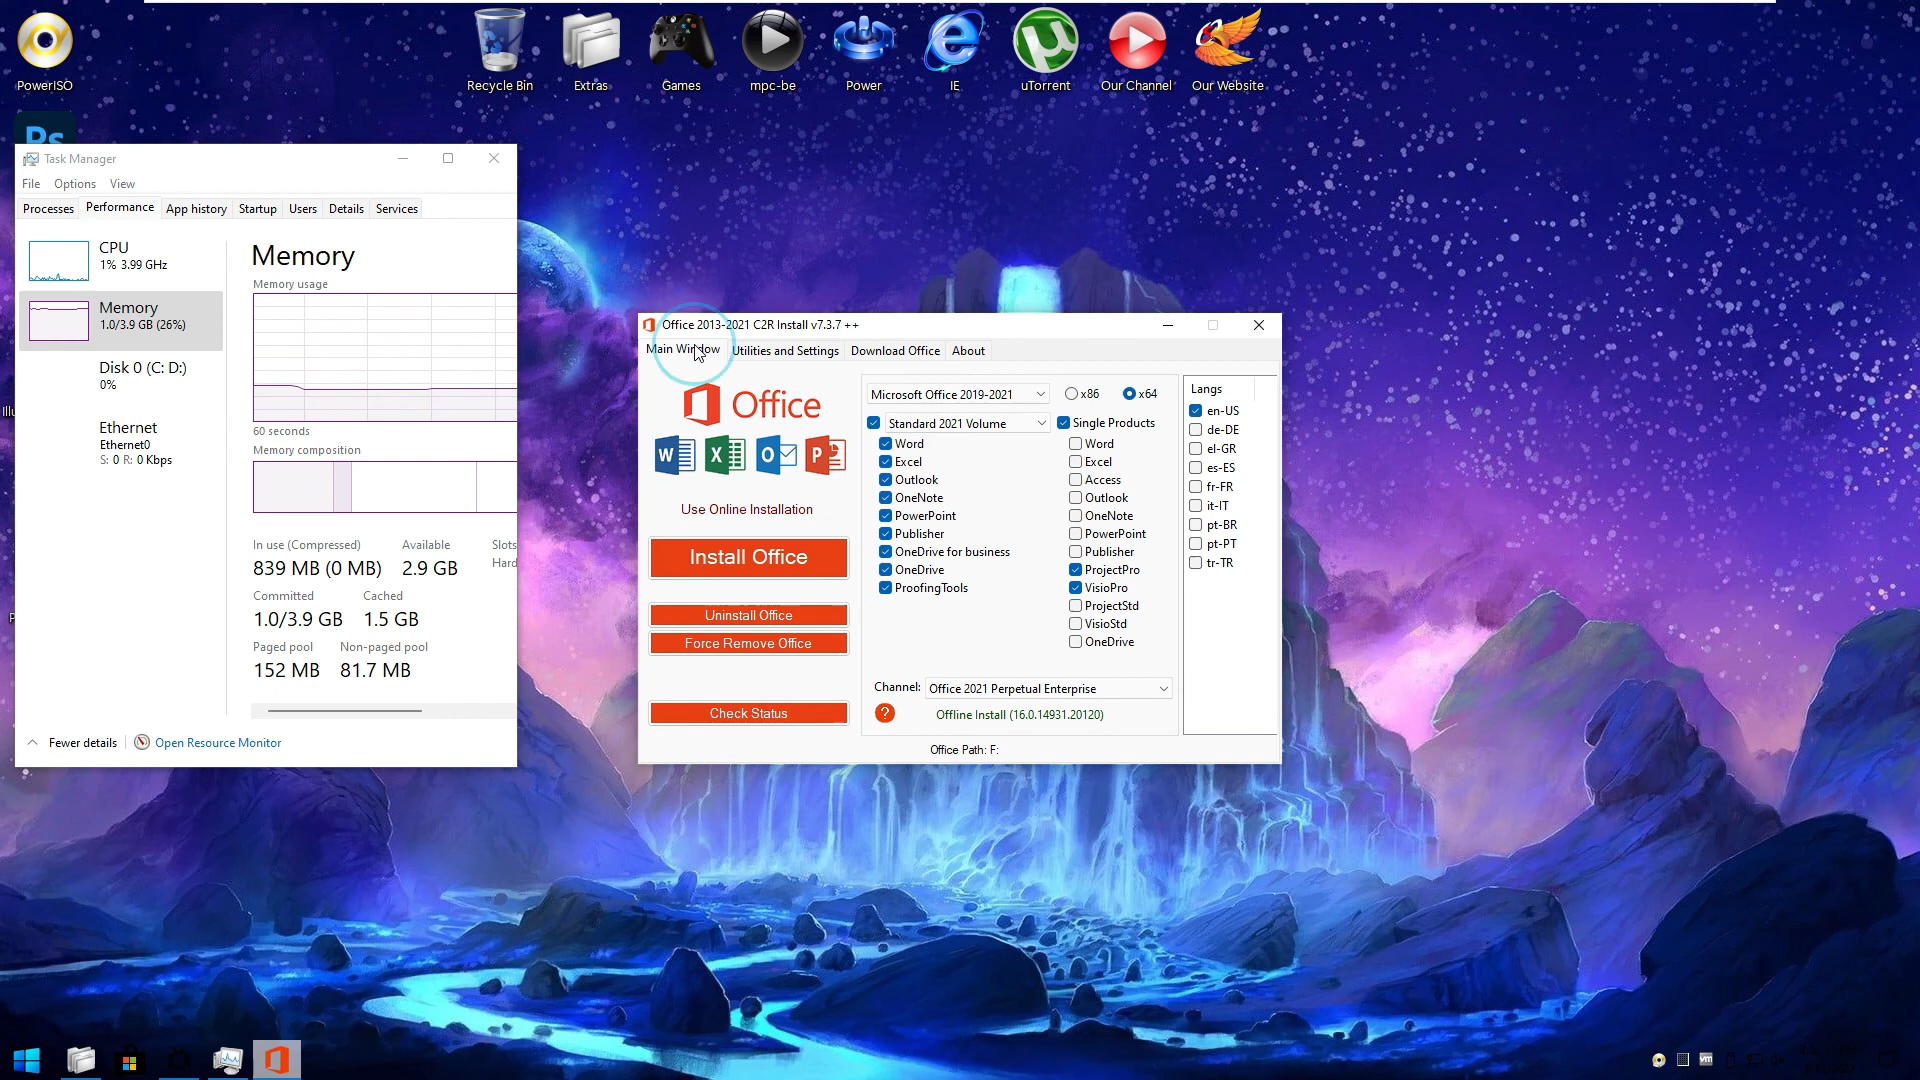 PowerISO
Recycle Bin
Extras
Games
mpc-be
Power
IE
uTorrent
Our Channel
Our Website
Ps
Task Manager
File Options View
Processes Performance App history Startup Users Details Services
CPU
1% 3.99 GHz
Memory
1.0/3.9 GB (26%)
Disk 0 (C: D:)
0%
Ethernet
Ethernet0
S: 0 R: 0 Kbps
Memory
Memory usage
60 seconds
Memory composition
In use (Compressed) Available Slots
839 MB (0 MB) 2.9 GB Hard
Committed Cached
1.0/3.9 GB 1.5 GB
Paged pool Non-paged pool
152 MB 81.7 MB
Fewer details Open Resource Monitor
Office 2013-2021 C2R Install v7.3.7 ++
Main Window Utilities and Settings Download Office About
Office
W X O P
Use Online Installation
Install Office
Uninstall Office
Force Remove Office
Check Status
Microsoft Office 2019-2021 x86 x64
Standard 2021 Volume
Word
Excel
Outlook
OneNote
PowerPoint
Publisher
OneDrive for business
OneDrive
ProofingTools
Single Products
Word
Excel
Access
Outlook
OneNote
PowerPoint
Publisher
ProjectPro
VisioPro
ProjectStd
VisioStd
OneDrive
Channel: Office 2021 Perpetual Enterprise
? Offline Install (16.0.14931.20120)
Office Path: F:
Langs
en-US
de-DE
el-GR
es-ES
fr-FR
it-IT
pt-BR
pt-PT
tr-TR
vm